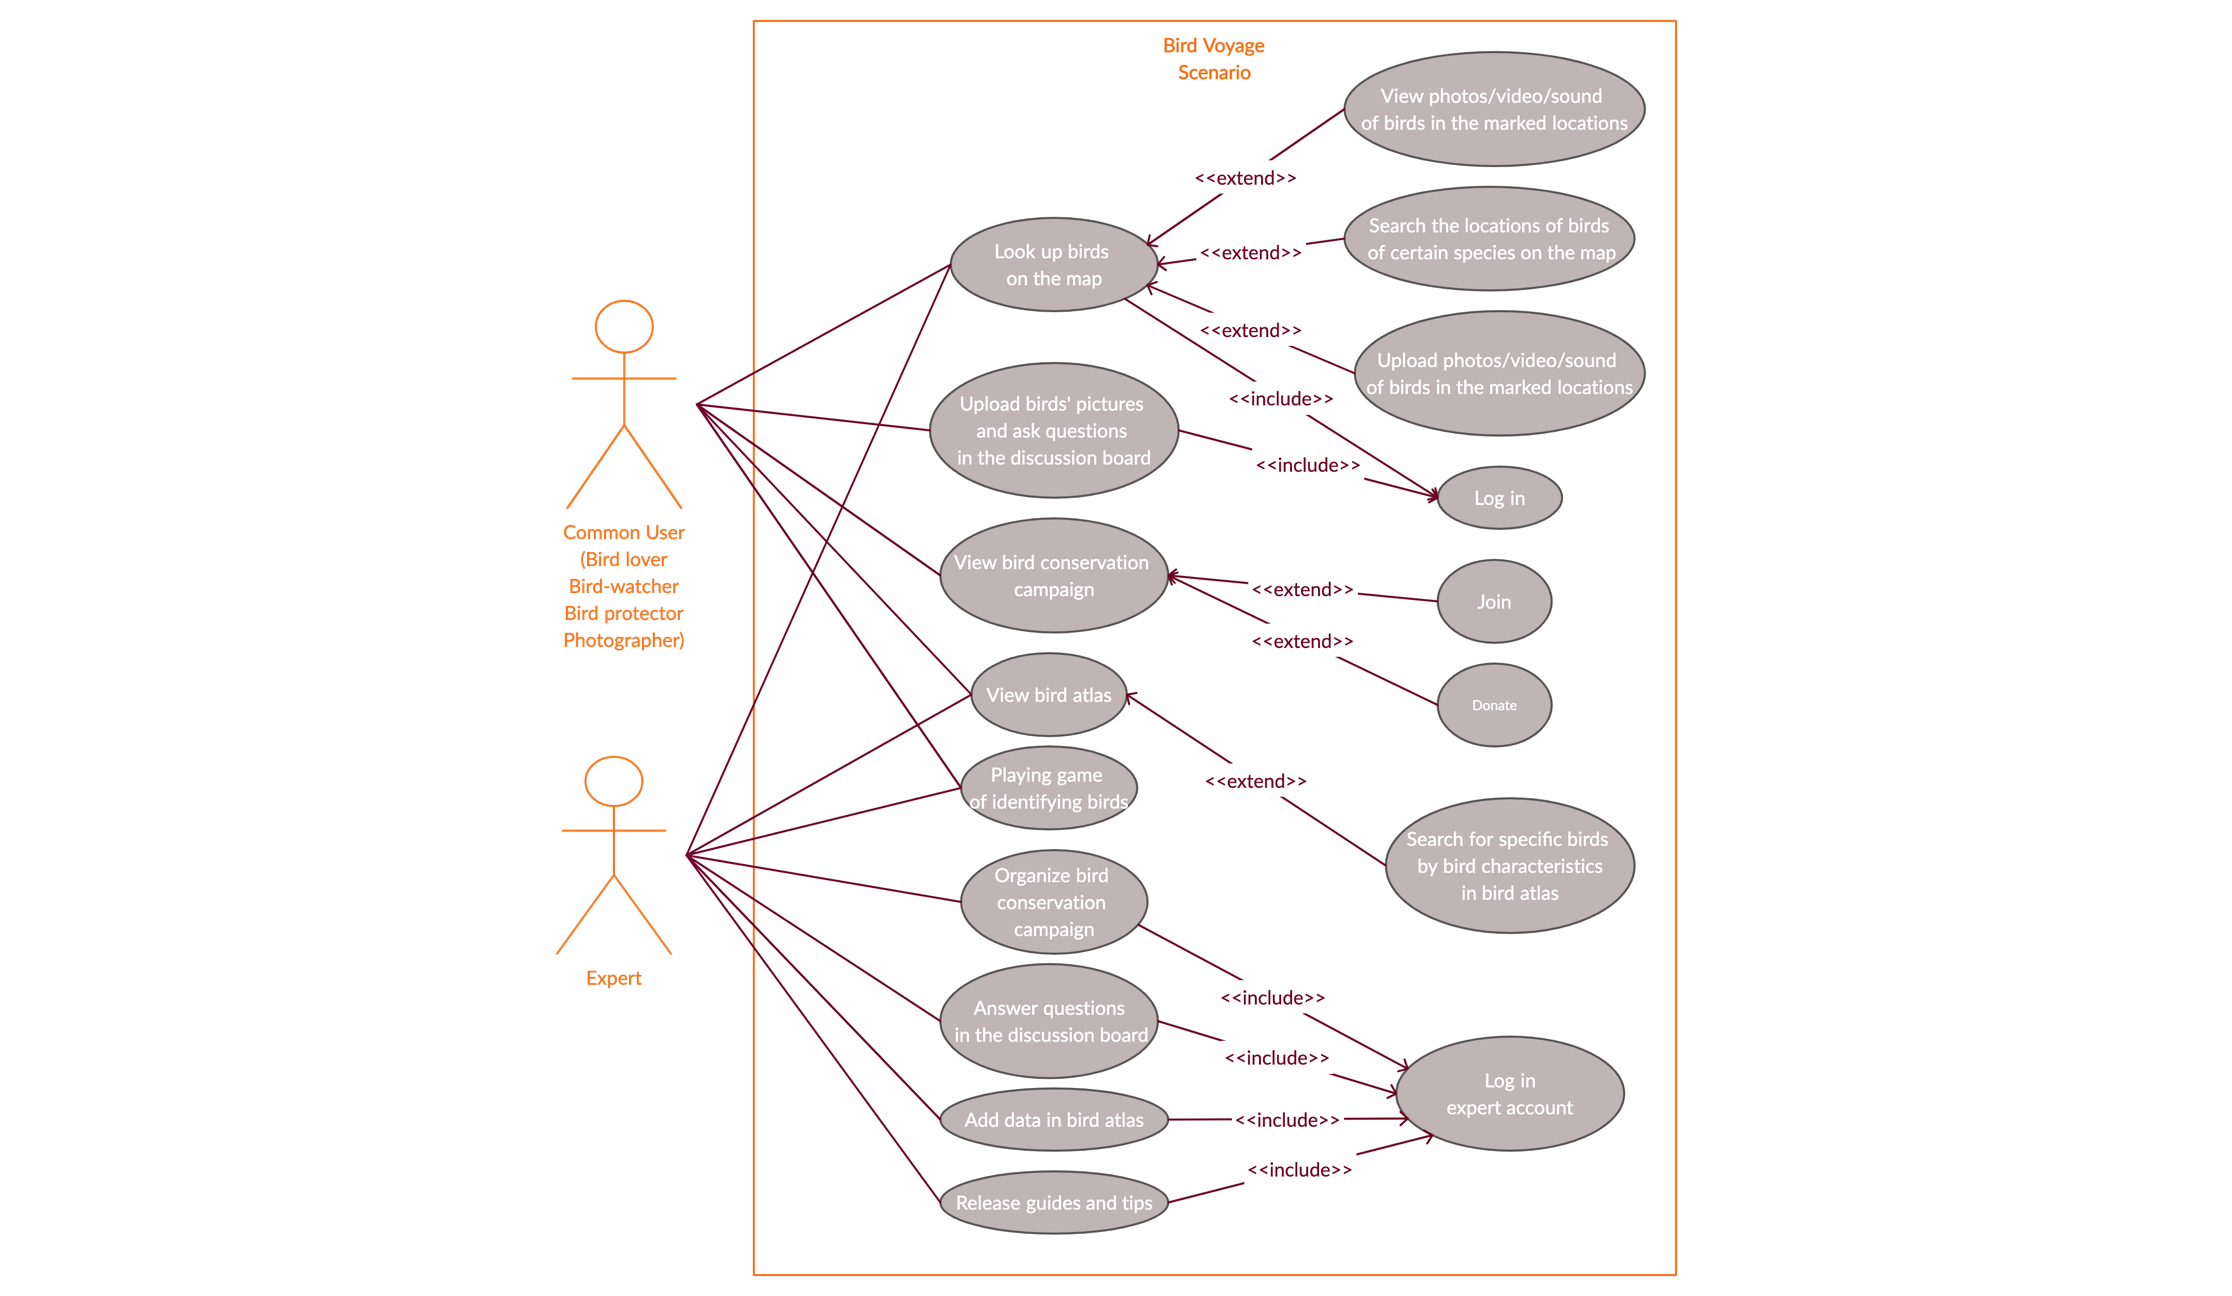 Bird Voyage
Scenario
View photos/video/sound
of birds in the marked locations
<<extend>>
Search the locations of birds
of certain species on the map
<<extend>>
Look up birds
on the map
<<extend>>
Upload photos/video/sound
of birds in the marked locations
<<include>>
Upload birds' pictures
and ask questions
in the discussion board
<<include>>
Log in
Common User
(Bird lover
Bird-watcher
Bird protector
Photographer)
View bird conservation
campaign
<<extend>>
Join
<<extend>>
View bird atlas
Donate
Playing game
of identifying birds
<<extend>>
Search for specific birds
by bird characteristics
in bird atlas
Organize bird
conservation
campaign
Expert
<<include>>
Answer questions
in the discussion board
<<include>>
Log in
expert account
Add data in bird atlas
<<include>>
<<include>>
Release guides and tips